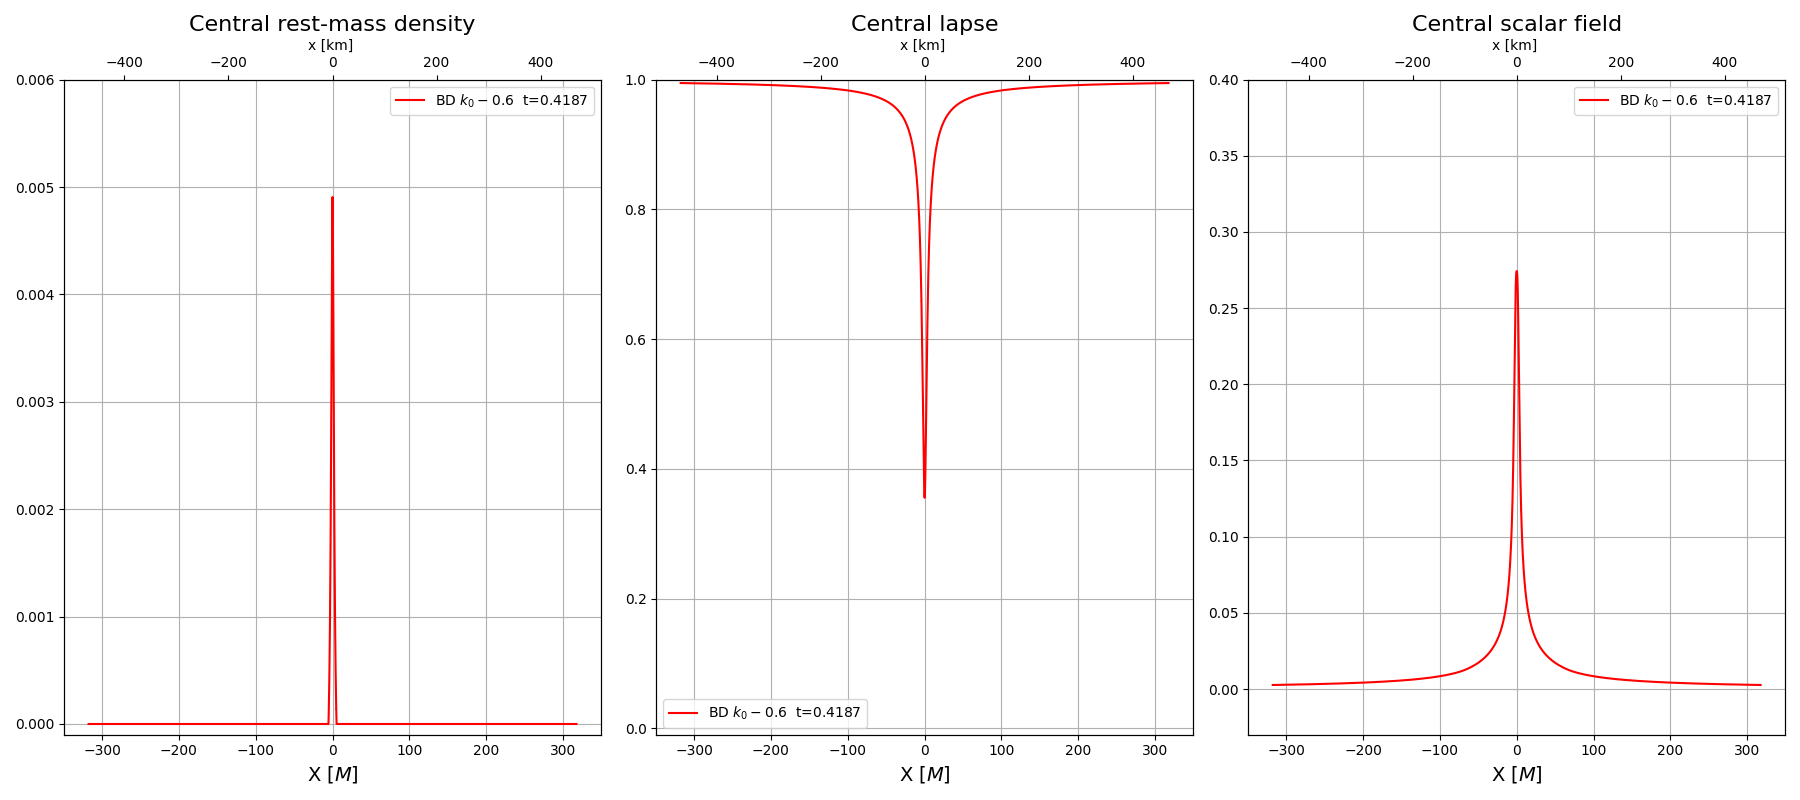 Central rest-mass density
x [km]
−400 −200 0 200 400
0.006
0.005
0.004
0.003
0.002
0.001
0.000
BD k₀ − 0.6 t=0.4187
−300 −200 −100 0 100 200 300
X [M]
Central lapse
x [km]
−400 −200 0 200 400
1.0
0.8
0.6
0.4
0.2
0.0
BD k₀ − 0.6 t=0.4187
−300 −200 −100 0 100 200 300
X [M]
Central scalar field
x [km]
−400 −200 0 200 400
0.40
0.35
0.30
0.25
0.20
0.15
0.10
0.05
0.00
BD k₀ − 0.6 t=0.4187
−300 −200 −100 0 100 200 300
X [M]